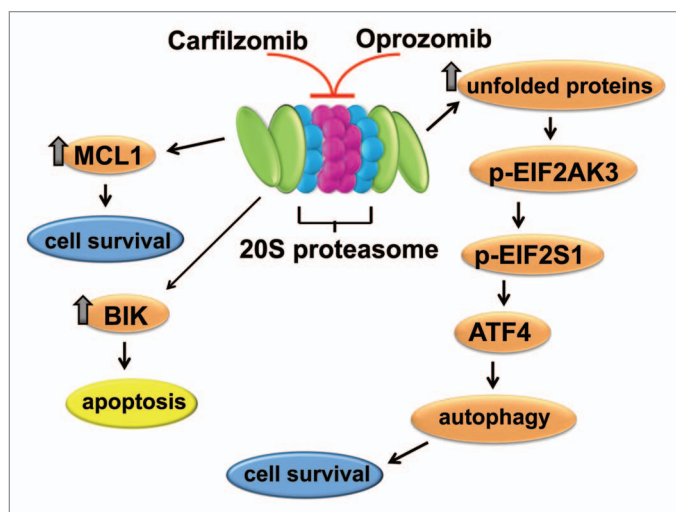 Carfilzomib Oprozomib
unfolded proteins
MCL1
p-EIF2AK3
cell survival
20S proteasome
p-EIF2S1
BIK
ATF4
apoptosis
autophagy
cell survival